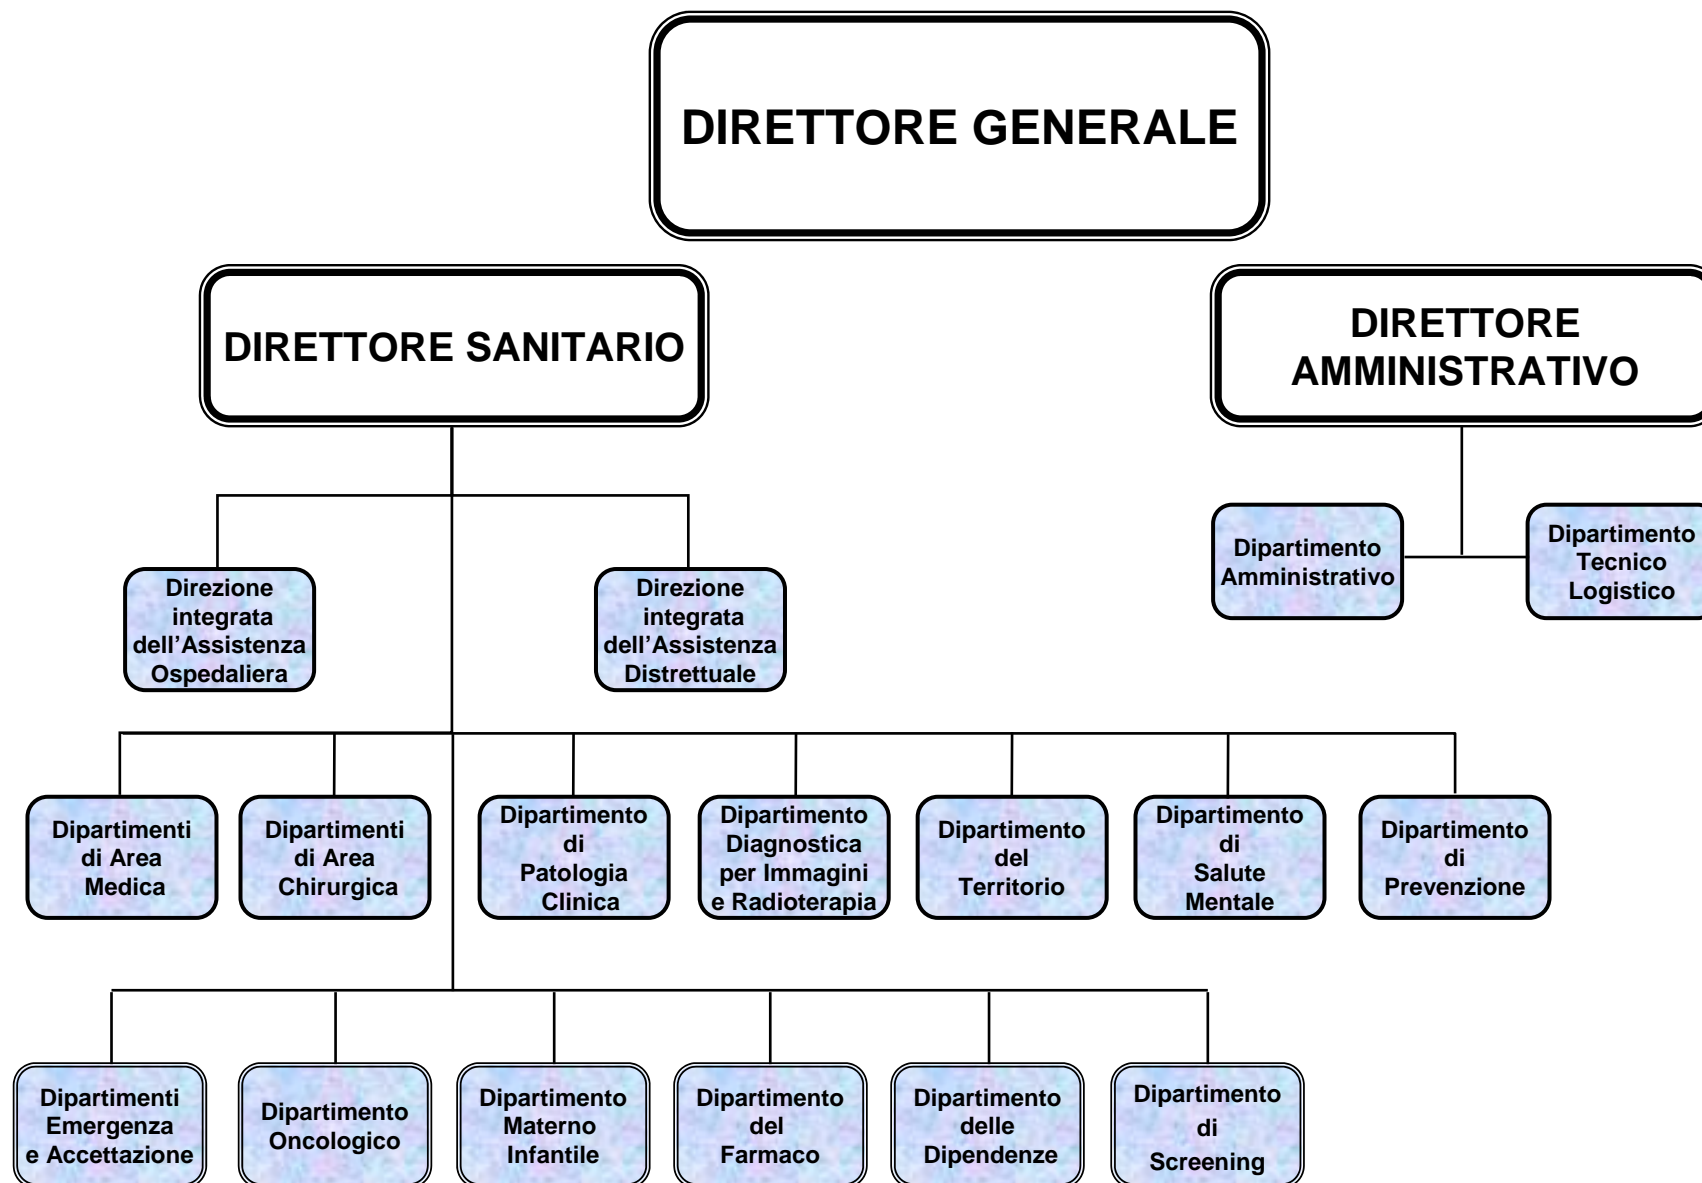 DIRETTORE GENERALE
DIRETTORE SANITARIO
DIRETTORE
AMMINISTRATIVO
Dipartimento
Amministrativo
Dipartimento
Tecnico
Logistico
Direzione
integrata
dell’Assistenza
Ospedaliera
Direzione
integrata
dell’Assistenza
Distrettuale
Dipartimenti
di Area
Medica
Dipartimenti
di Area
Chirurgica
Dipartimento
di
Patologia
Clinica
Dipartimento
Diagnostica
per Immagini
e Radioterapia
Dipartimento
del
Territorio
Dipartimento
di
Salute
Mentale
Dipartimento
di
Prevenzione
Dipartimenti
Emergenza
e Accettazione
Dipartimento
Oncologico
Dipartimento
Materno
Infantile
Dipartimento
del
Farmaco
Dipartimento
delle
Dipendenze
Dipartimento
di
Screening